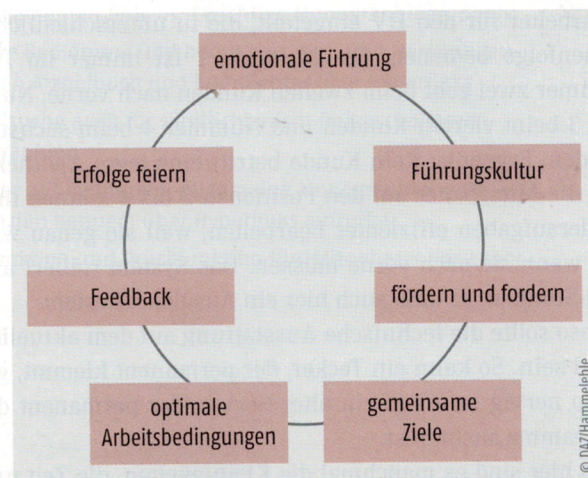 emotionale Führung
Führungskultur
fördern und fordern
gemeinsame
Ziele
optimale
Arbeitsbedingungen
Feedback
Erfolge feiern
© DAZ/Hammelehle